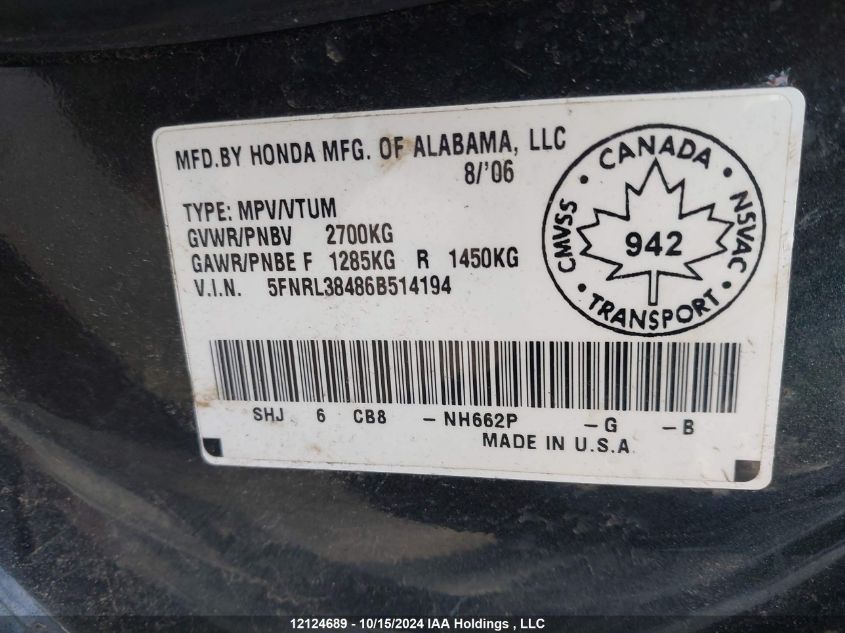 MFD.BY HONDA MFG. OF ALABAMA, LLC
8/'06
TYPE: MPV/VTUM
GVWR/PNBV 2700KG
GAWR/PNBE F 1285KG R 1450KG
V.I.N. 5FNRL38486B514194
CANADA
CMVSS
942
NSVAC
TRANSPORT
SHJ 6 CB8 -NH662P -G -B
MADE IN U.S.A
12124689 - 10/15/2024 IAA Holdings , LLC